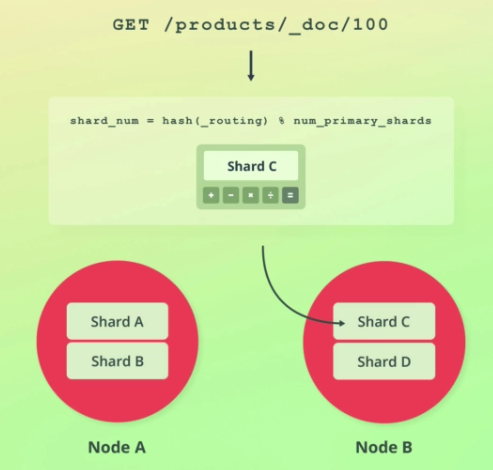 GET /products/_doc/100
shard_num = hash(_routing) % num_primary_shards
Shard C
+ - × ÷ =
Shard A
Shard B
Shard C
Shard D
Node A
Node B